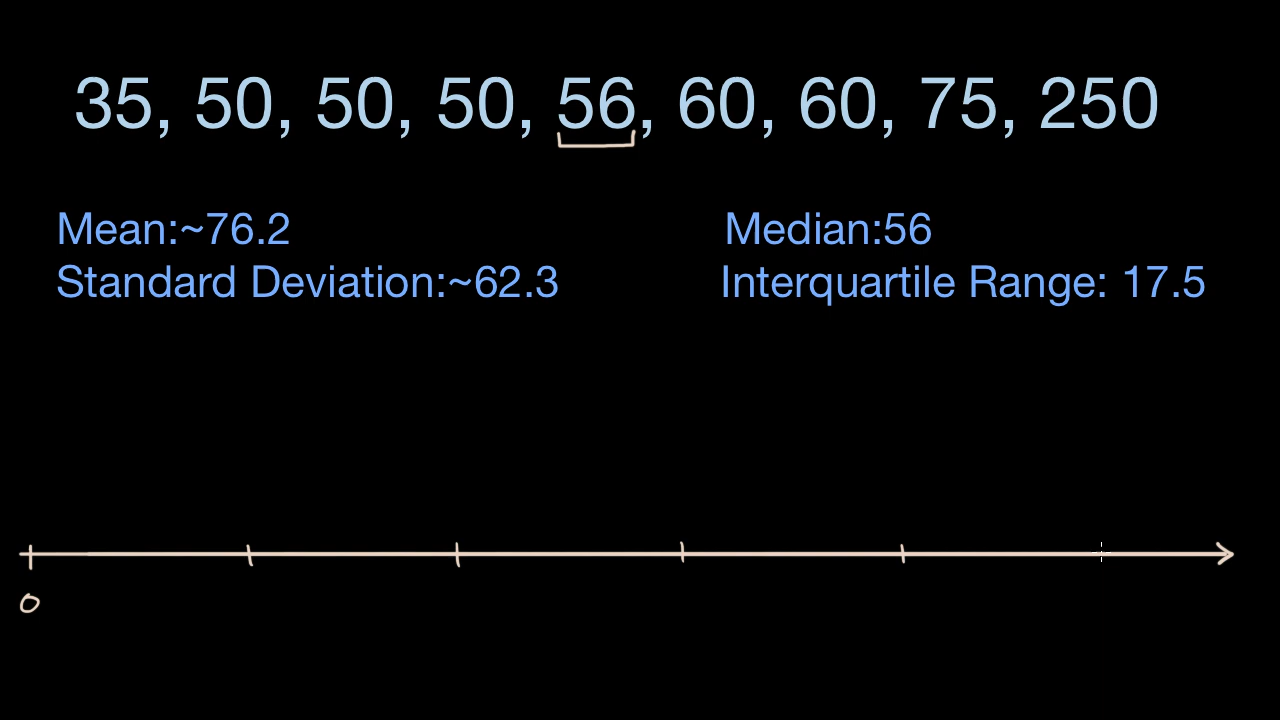 35, 50, 50, 50, 56, 60, 60, 75, 250
Mean:~76.2
Median:56
Standard Deviation:~62.3
Interquartile Range: 17.5
0